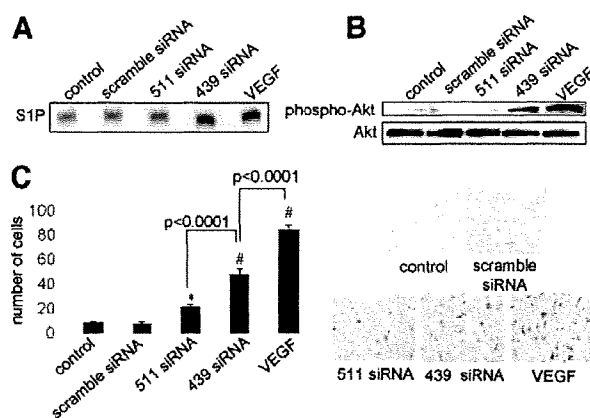 A
control
scramble siRNA
511 siRNA
439 siRNA
VEGF
S1P
B
control
scramble siRNA
511 siRNA
439 siRNA
VEGF
phospho-Akt
Akt
C
p<0.0001
p<0.0001
number of cells
100
80
60
40
20
0
*
#
#
control
scramble siRNA
511 siRNA
439 siRNA
VEGF
control
scramble
siRNA
511 siRNA
439 siRNA
VEGF